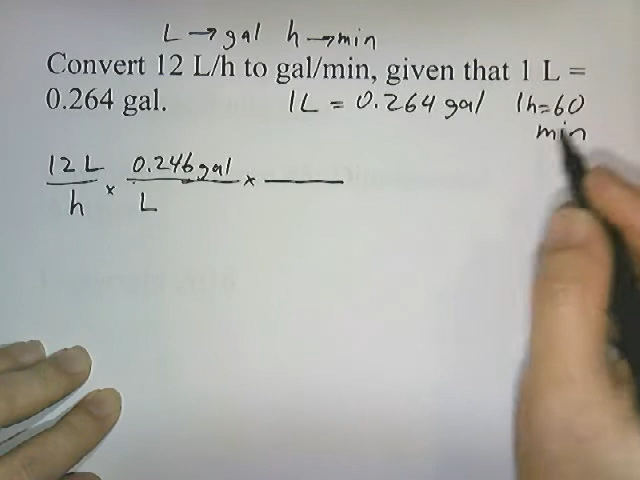 L → gal h → min
Convert 12 L/h to gal/min, given that 1 L =
0.264 gal. 1L = 0.264 gal 1h=60
min
12 L / h × 0.246 gal / L ×